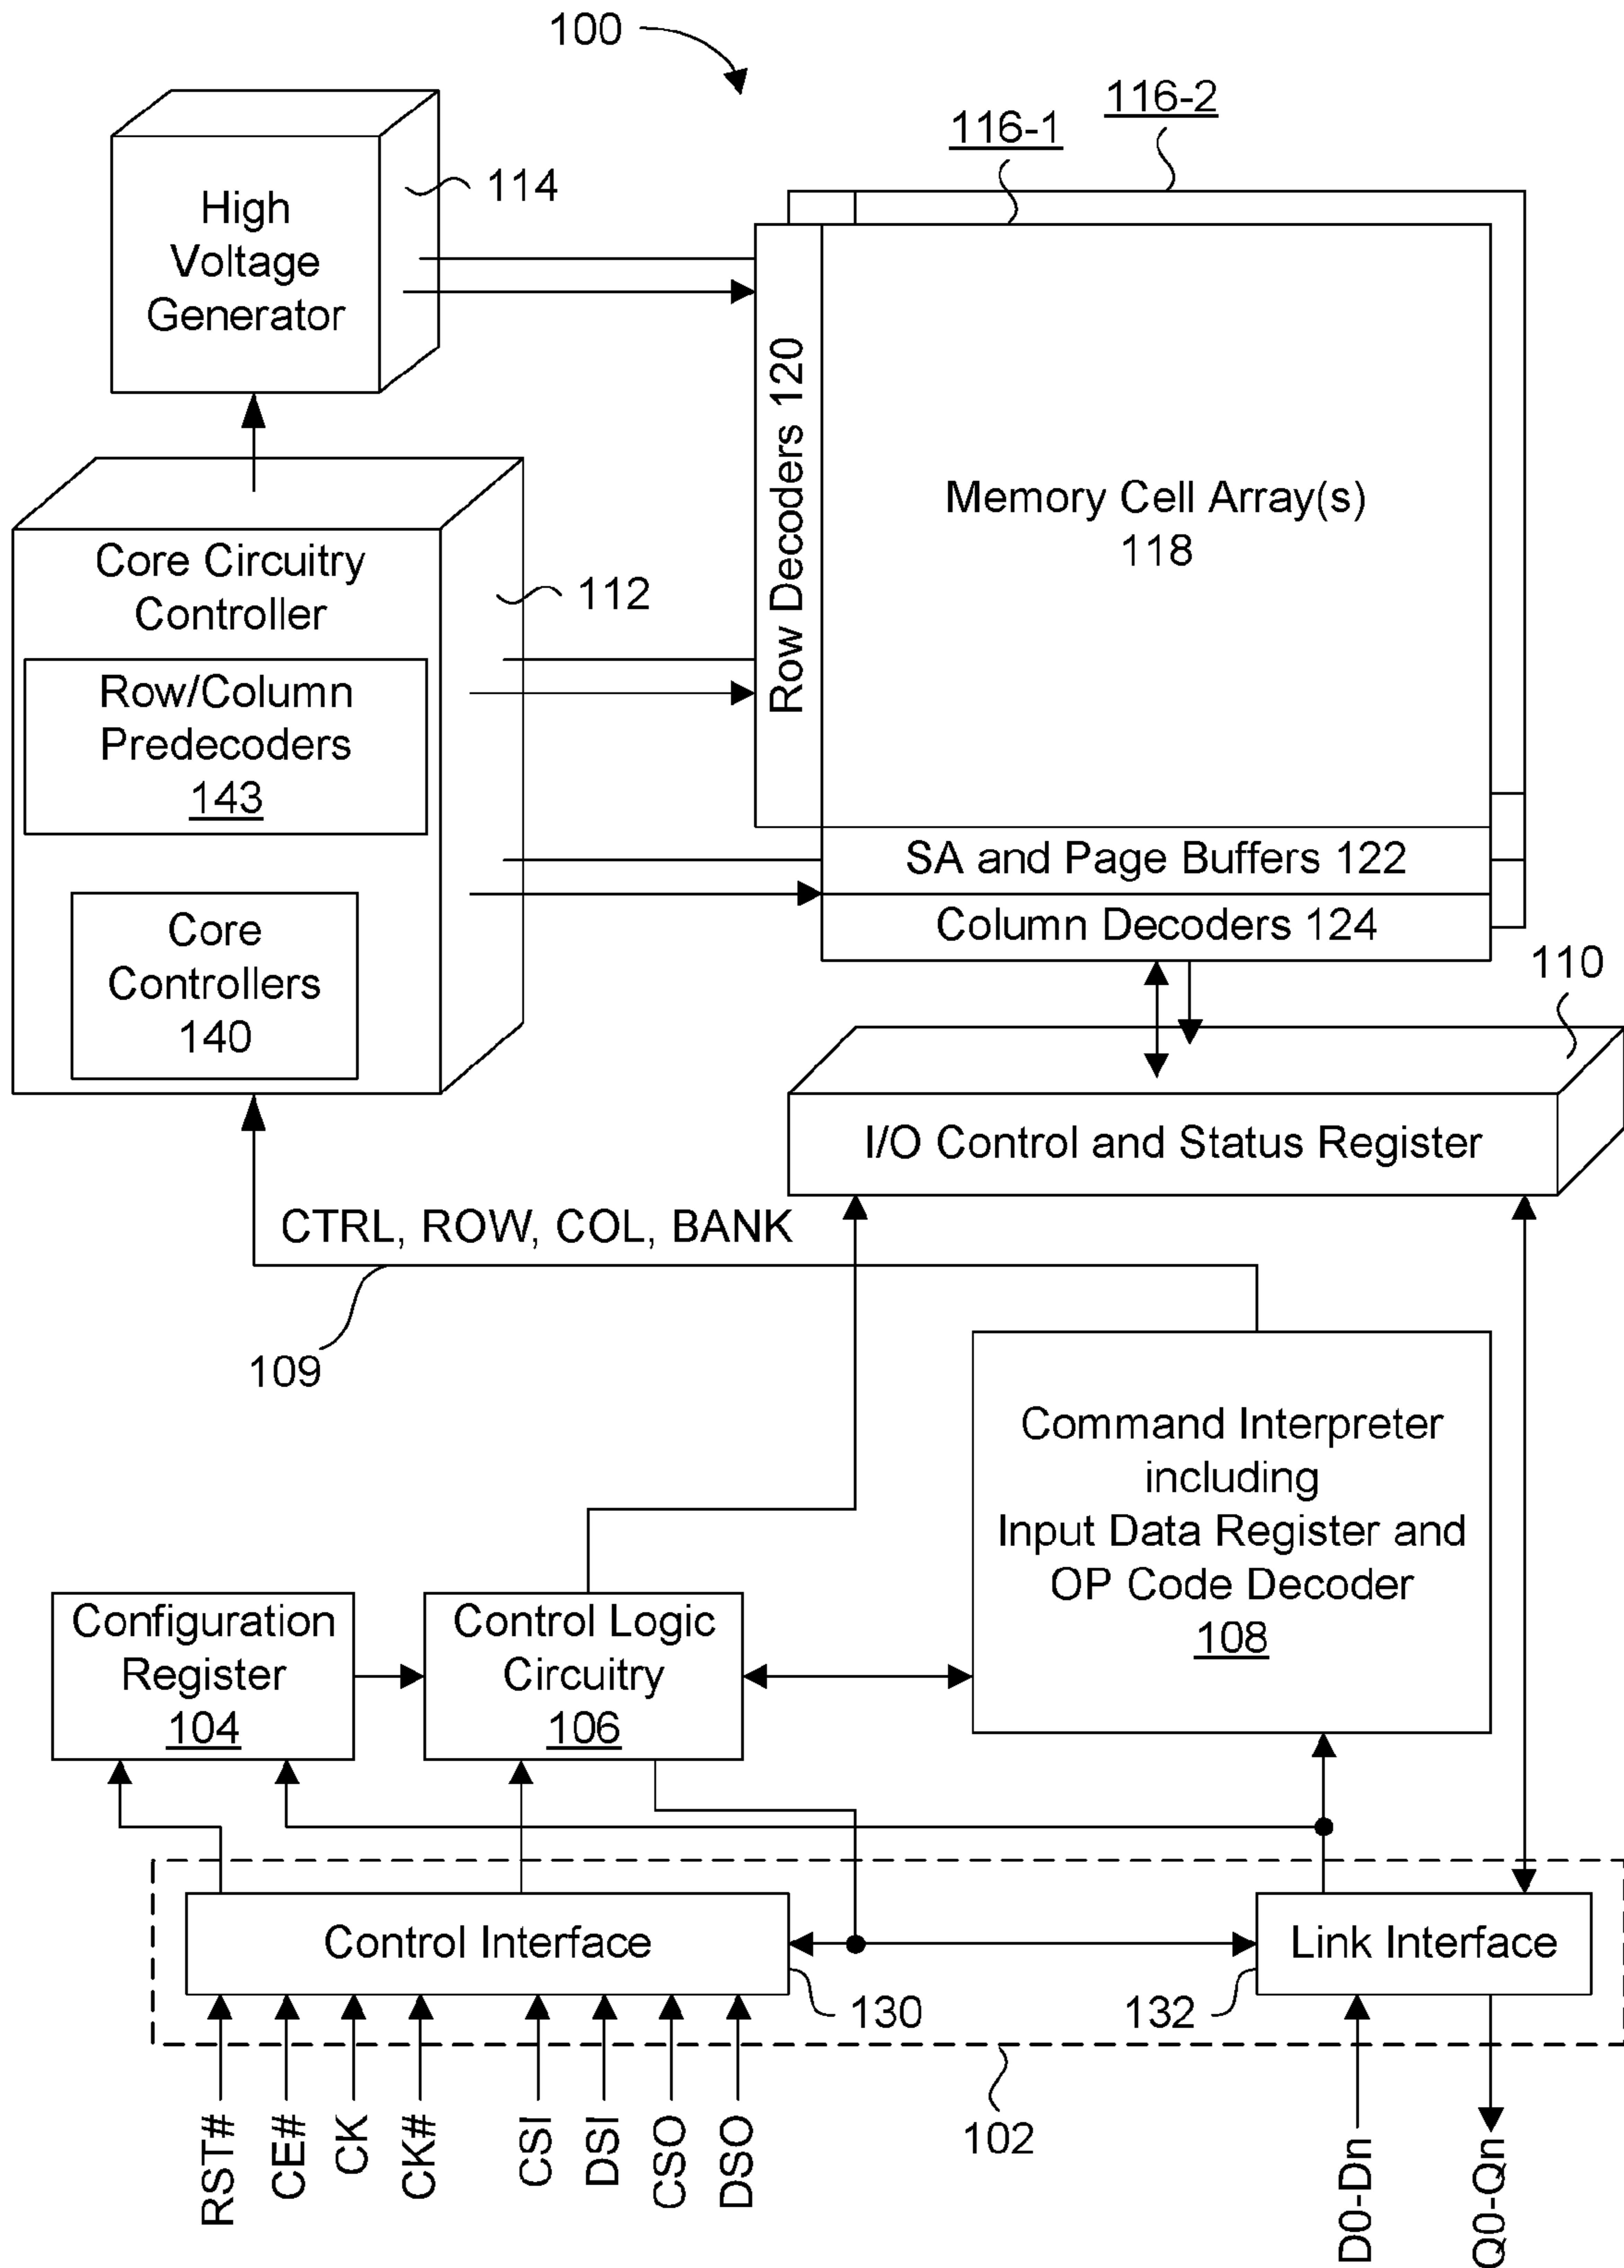 100
116-2
116-1
114
High
Voltage
Generator
Row Decoders 120
Memory Cell Array(s)
118
Core Circuitry
Controller
112
Row/Column
Predecoders
143
SA and Page Buffers 122
Column Decoders 124
Core
Controllers
140
110
I/O Control and Status Register
CTRL, ROW, COL, BANK
109
Command Interpreter
including
Input Data Register and
OP Code Decoder
108
Configuration
Register
104
Control Logic
Circuitry
106
Control Interface
Link Interface
130
132
102
RST#
CE#
CK
CK#
CSI
DSI
CSO
DSO
D0-Dn
Q0-Qn